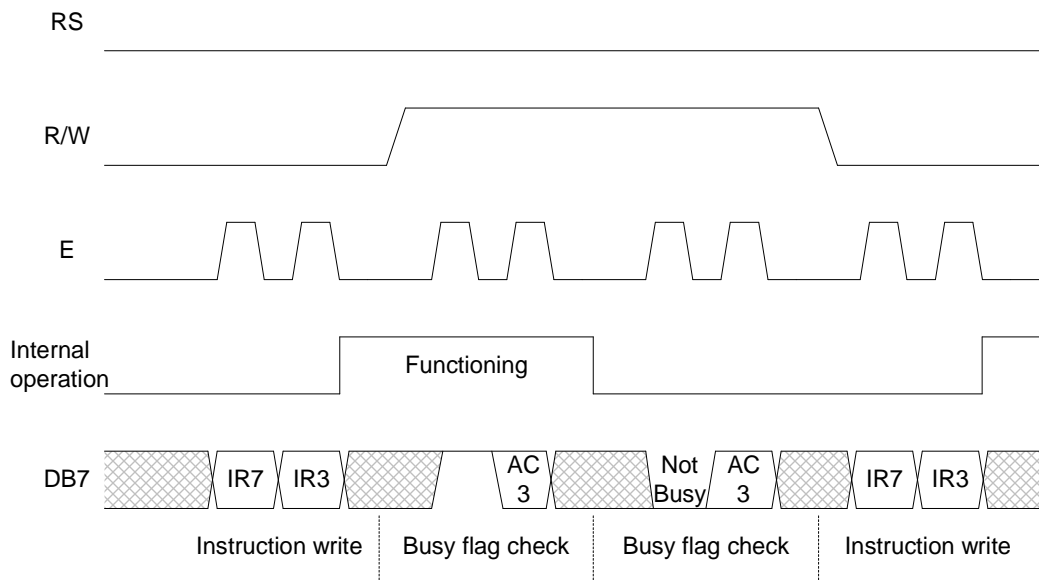 RS
R/W
E
Internal
operation
Functioning
DB7
IR7
IR3
AC
3
Not
Busy
AC
3
IR7
IR3
Instruction write
Busy flag check
Busy flag check
Instruction write